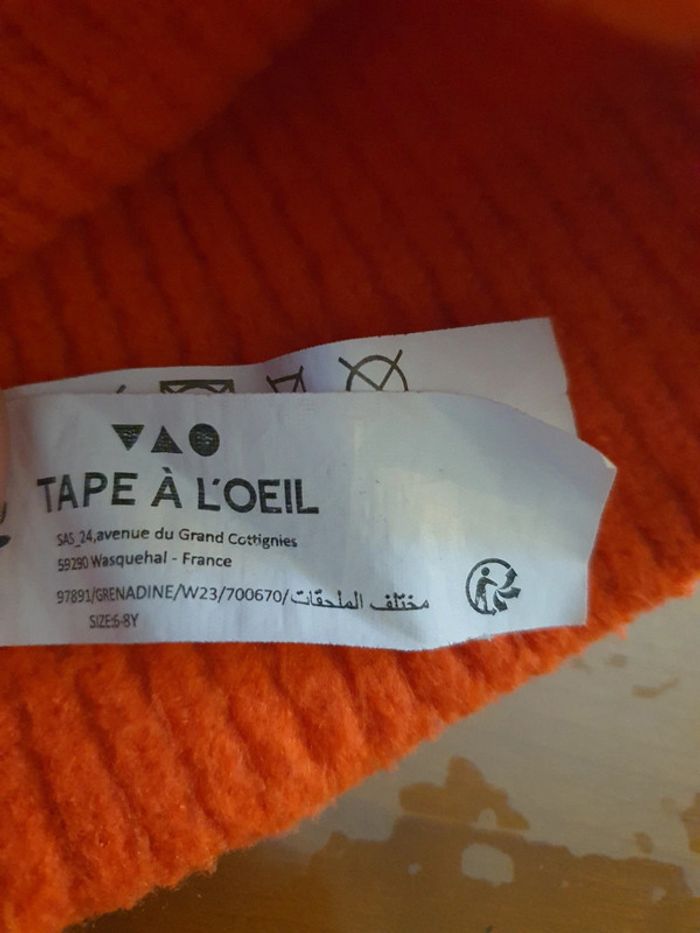 TAPE À L'OEIL
SAS_24,avenue du Grand Cottignies
59290 Wasquehal - France
97891/GRENADINE/W23/700670/مختلف الملحقات
SIZE:6-8Y